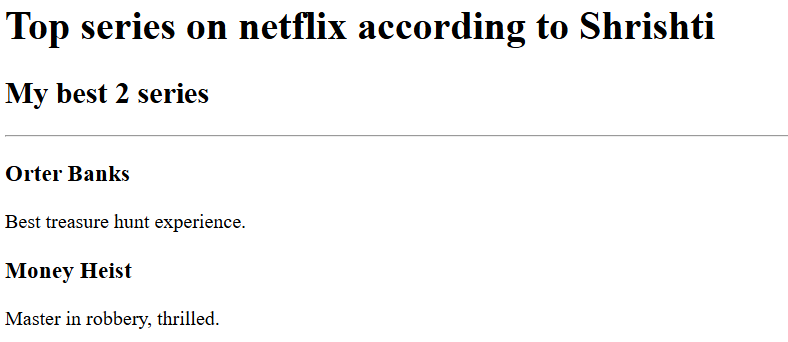 Top series on netflix according to Shrishti
My best 2 series
Orter Banks
Best treasure hunt experience.
Money Heist
Master in robbery, thrilled.